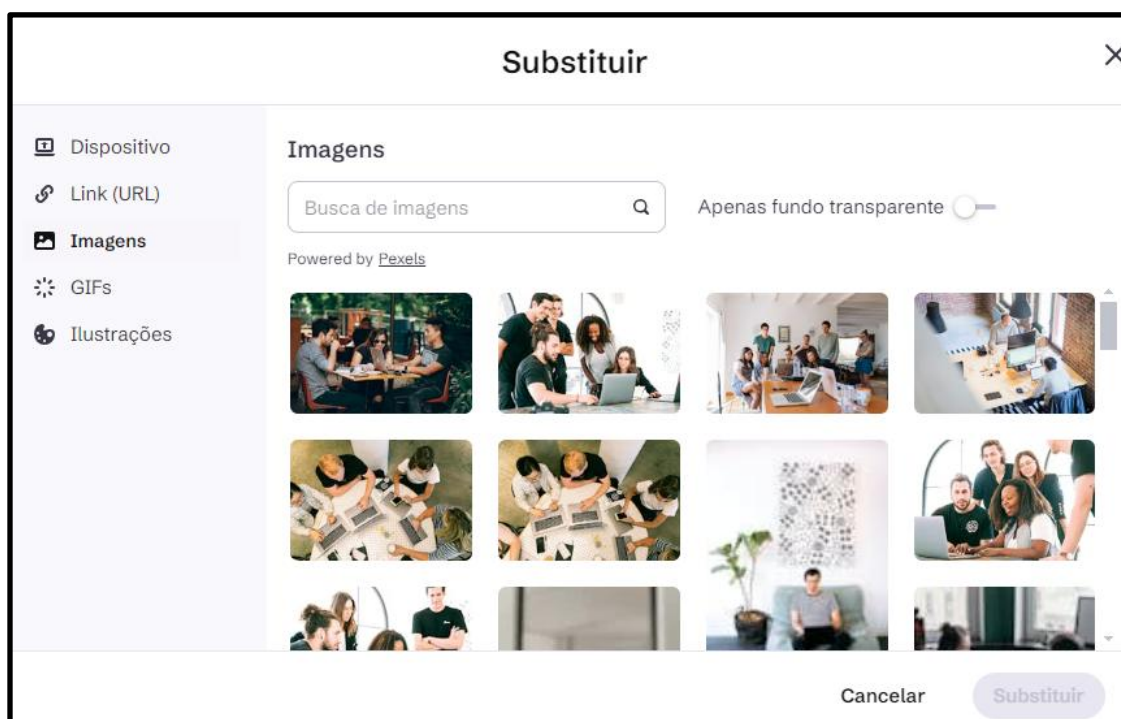 Substituir
Dispositivo
Link (URL)
Imagens
GIFs
Ilustrações
Imagens
Busca de imagens
Apenas fundo transparente
Powered by Pexels
Cancelar
Substituir